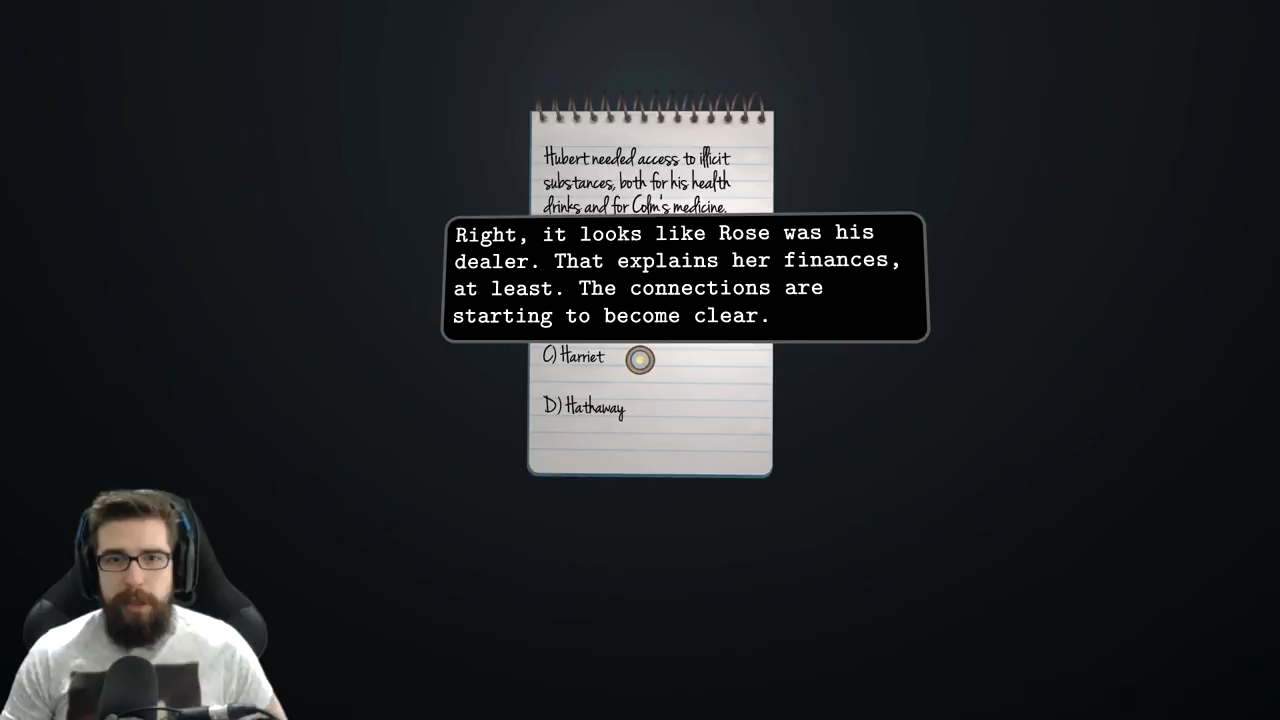 Hubert needed access to illicit
substances, both for his health
drinks and for Colm's medicine.
Right, it looks like Rose was his
dealer. That explains her finances,
at least. The connections are
starting to become clear.
C) Harriet
D) Hathaway